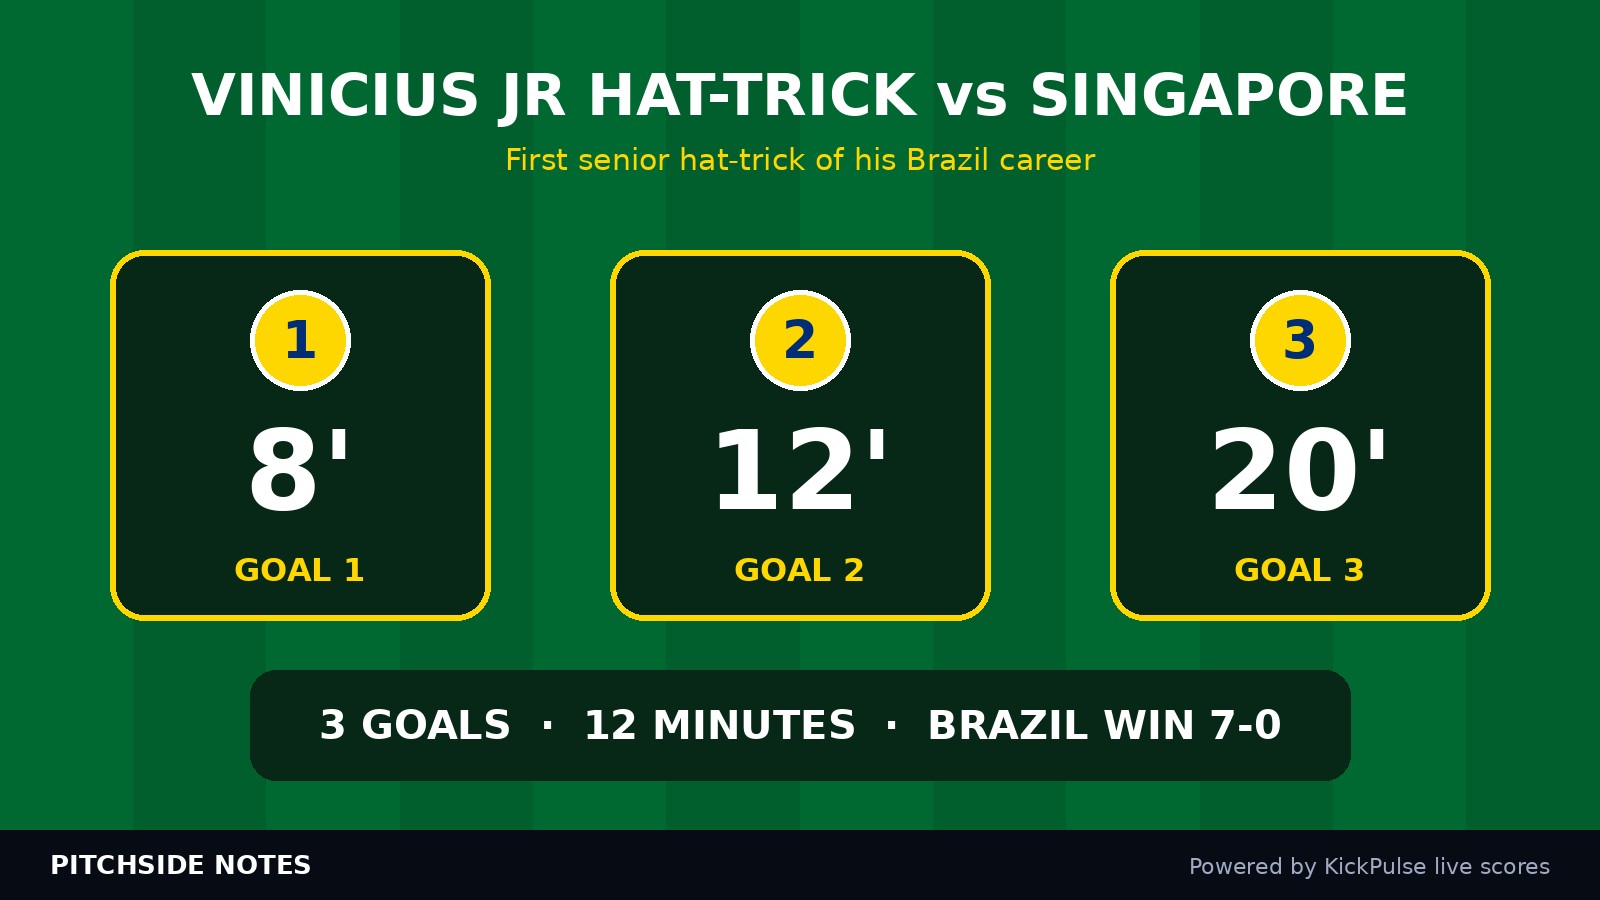 VINICIUS JR HAT-TRICK vs SINGAPORE
First senior hat-trick of his Brazil career
1
8'
GOAL 1
2
12'
GOAL 2
3
20'
GOAL 3
3 GOALS · 12 MINUTES · BRAZIL WIN 7-0
PITCHSIDE NOTES
Powered by KickPulse live scores